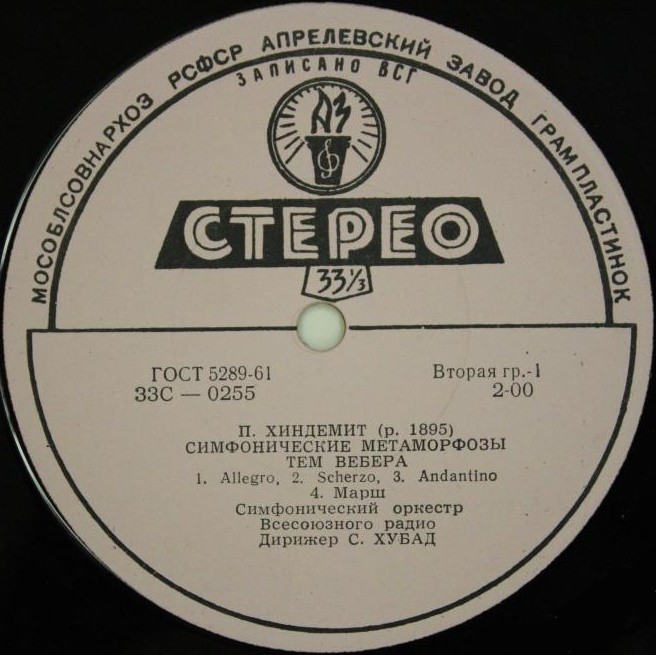 МОСОБЛСОВНАРХОЗ РСФСР АПРЕЛЕВСКИЙ ЗАВОД ГРАМПЛАСТИНОК
ЗАПИСАНО ВСГ
АЗ
СТЕРЕО
33 1/3
ГОСТ 5289-61
Вторая гр.-1
33С — 0255
2-00
П. ХИНДЕМИТ (р. 1895)
СИМФОНИЧЕСКИЕ МЕТАМОРФОЗЫ
ТЕМ ВЕБЕРА
1. Allegro, 2. Scherzo, 3. Andantino
4. Марш
Симфонический оркестр
Всесоюзного радио
Дирижер С. ХУБАД